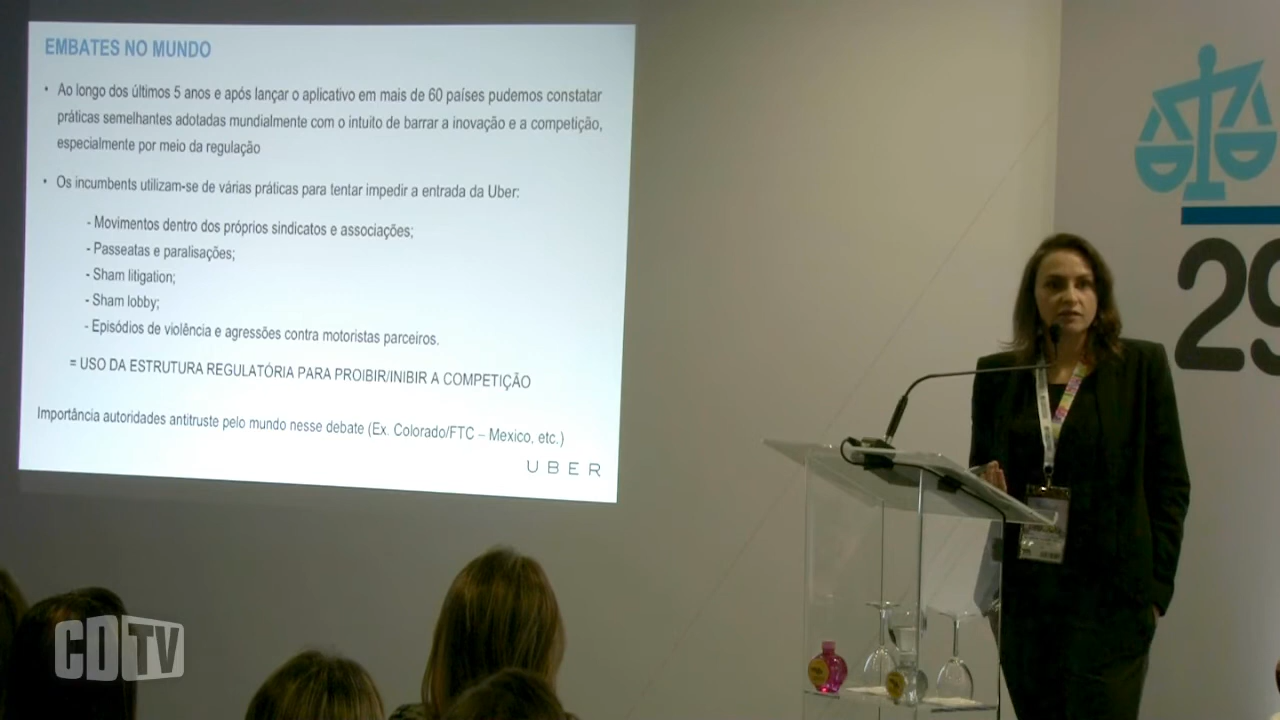 EMBATES NO MUNDO
• Ao longo dos últimos 5 anos e após lançar o aplicativo em mais de 60 países pudemos constatar
práticas semelhantes adotadas mundialmente com o intuito de barrar a inovação e a competição,
especialmente por meio da regulação
• Os incumbents utilizam-se de várias práticas para tentar impedir a entrada da Uber:
- Movimentos dentro dos próprios sindicatos e associações;
- Passeatas e paralisações;
- Sham litigation;
- Sham lobby;
- Episódios de violência e agressões contra motoristas parceiros.
= USO DA ESTRUTURA REGULATÓRIA PARA PROIBIR/INIBIR A COMPETIÇÃO
Importância autoridades antitruste pelo mundo nesse debate (Ex. Colorado/FTC – Mexico, etc.)
UBER
29
CDTV